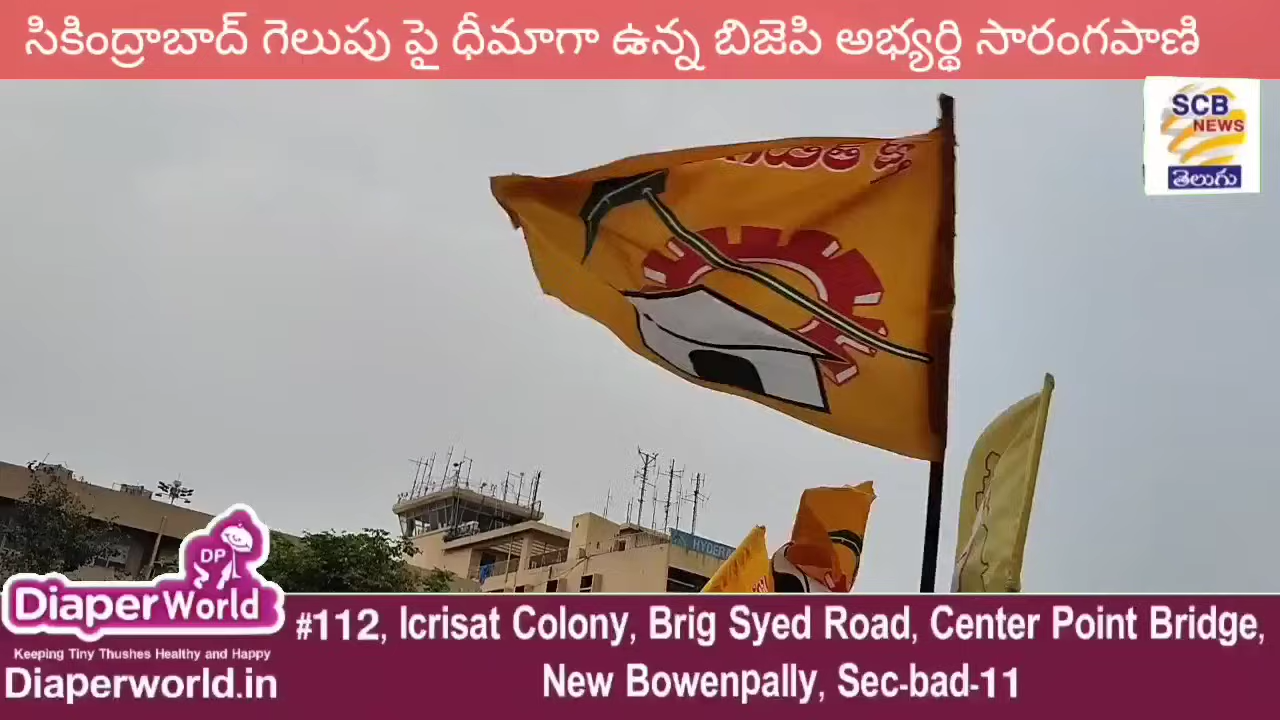 సికింద్రాబాద్ గెలుపు పై ధీమాగా ఉన్న బిజెపి అభ్యర్థి సారంగపాణి
SCB
NEWS
తెలుగు
HYDERA
DP
DiaperWorld
Keeping Tiny Thushes Healthy and Happy
Diaperworld.in
#112, Icrisat Colony, Brig Syed Road, Center Point Bridge,
New Bowenpally, Sec-bad-11